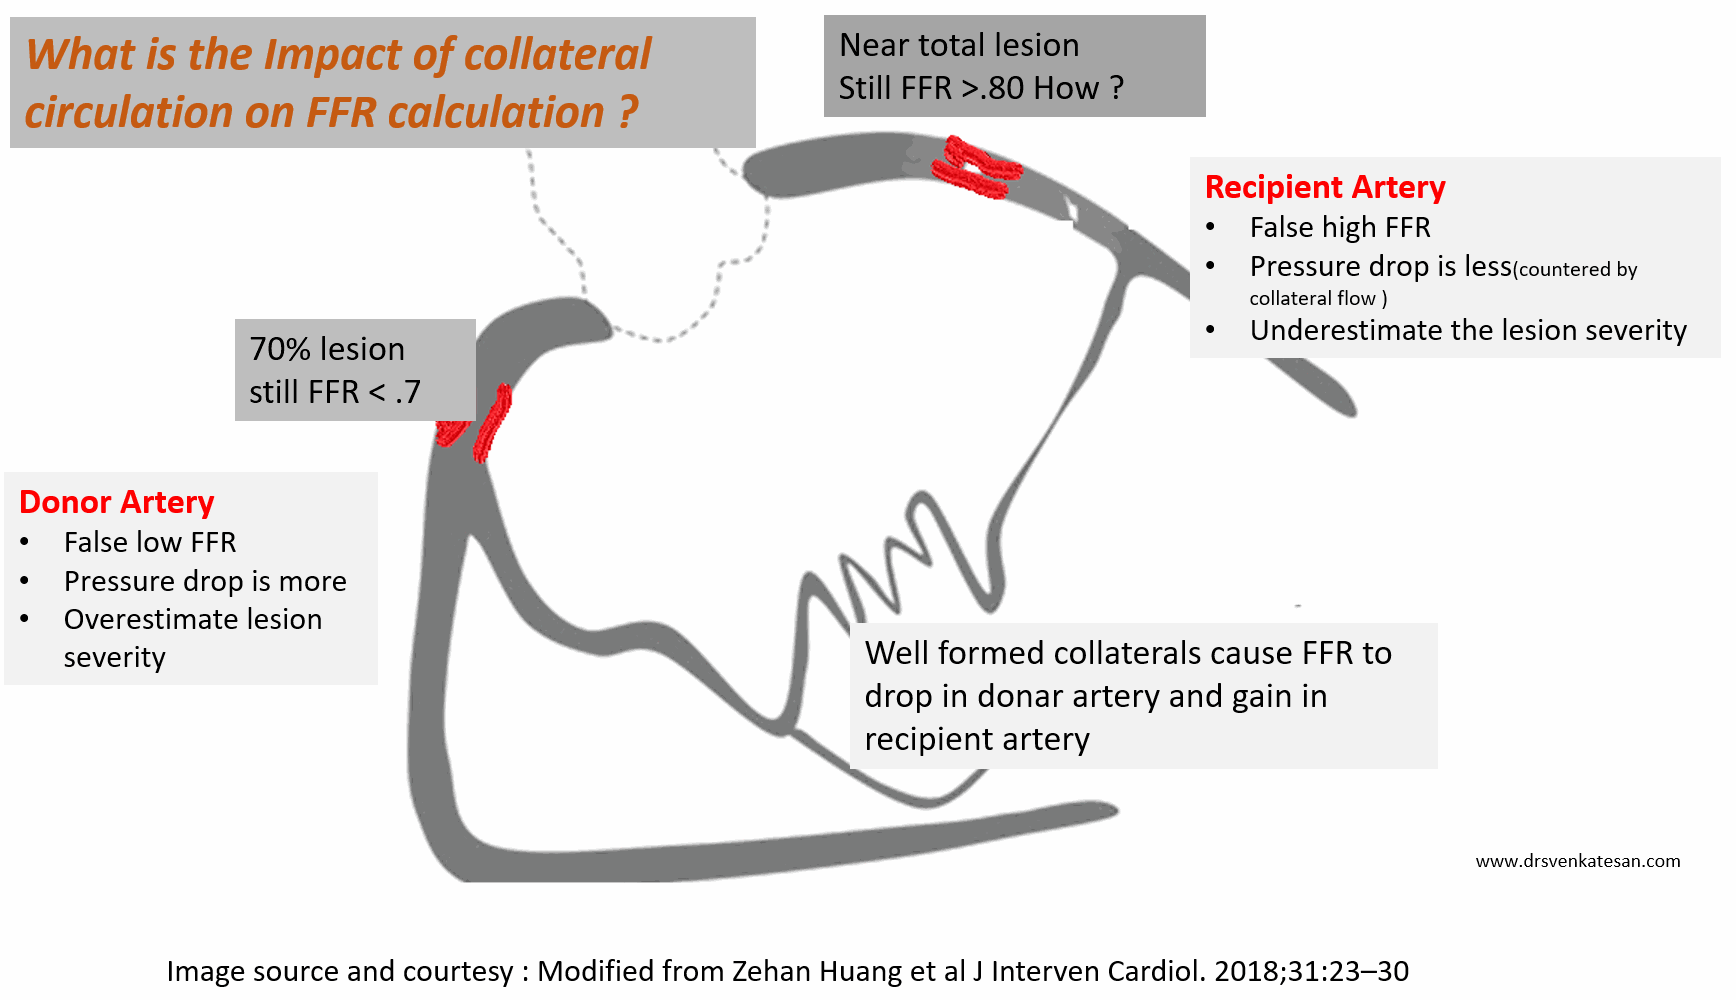 What is the Impact of collateral
circulation on FFR calculation ?
Near total lesion
Still FFR >.80 How ?
Recipient Artery
• False high FFR
• Pressure drop is less(countered by
collateral flow )
• Underestimate the lesion severity
70% lesion
still FFR < .7
Donor Artery
• False low FFR
• Pressure drop is more
• Overestimate lesion
severity
Well formed collaterals cause FFR to
drop in donar artery and gain in
recipient artery
www.drsvenkatesan.com
Image source and courtesy : Modified from Zehan Huang et al J Interven Cardiol. 2018;31:23–30